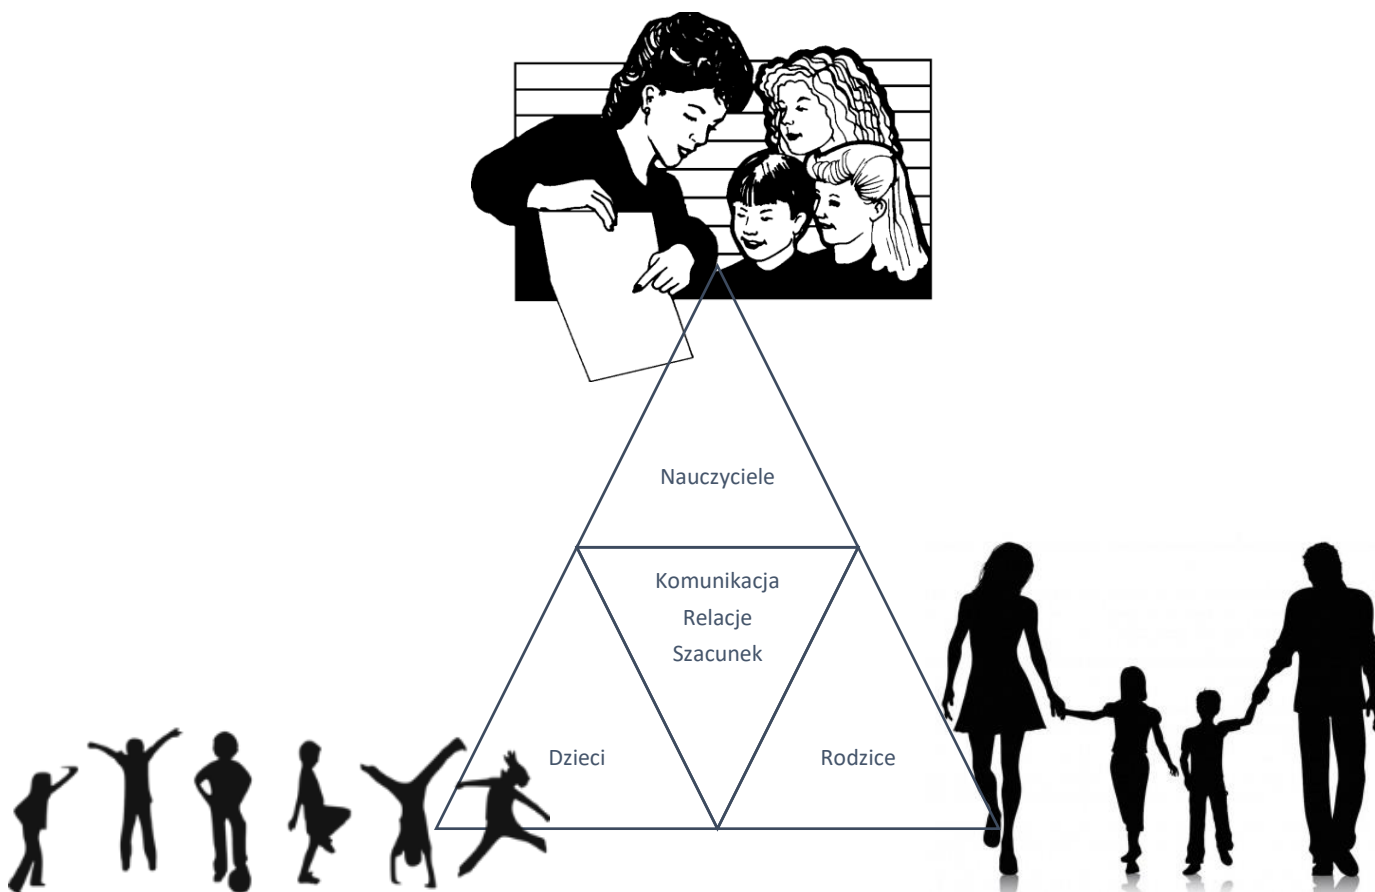 Nauczyciele
Komunikacja
Relacje
Szacunek
Dzieci
Rodzice